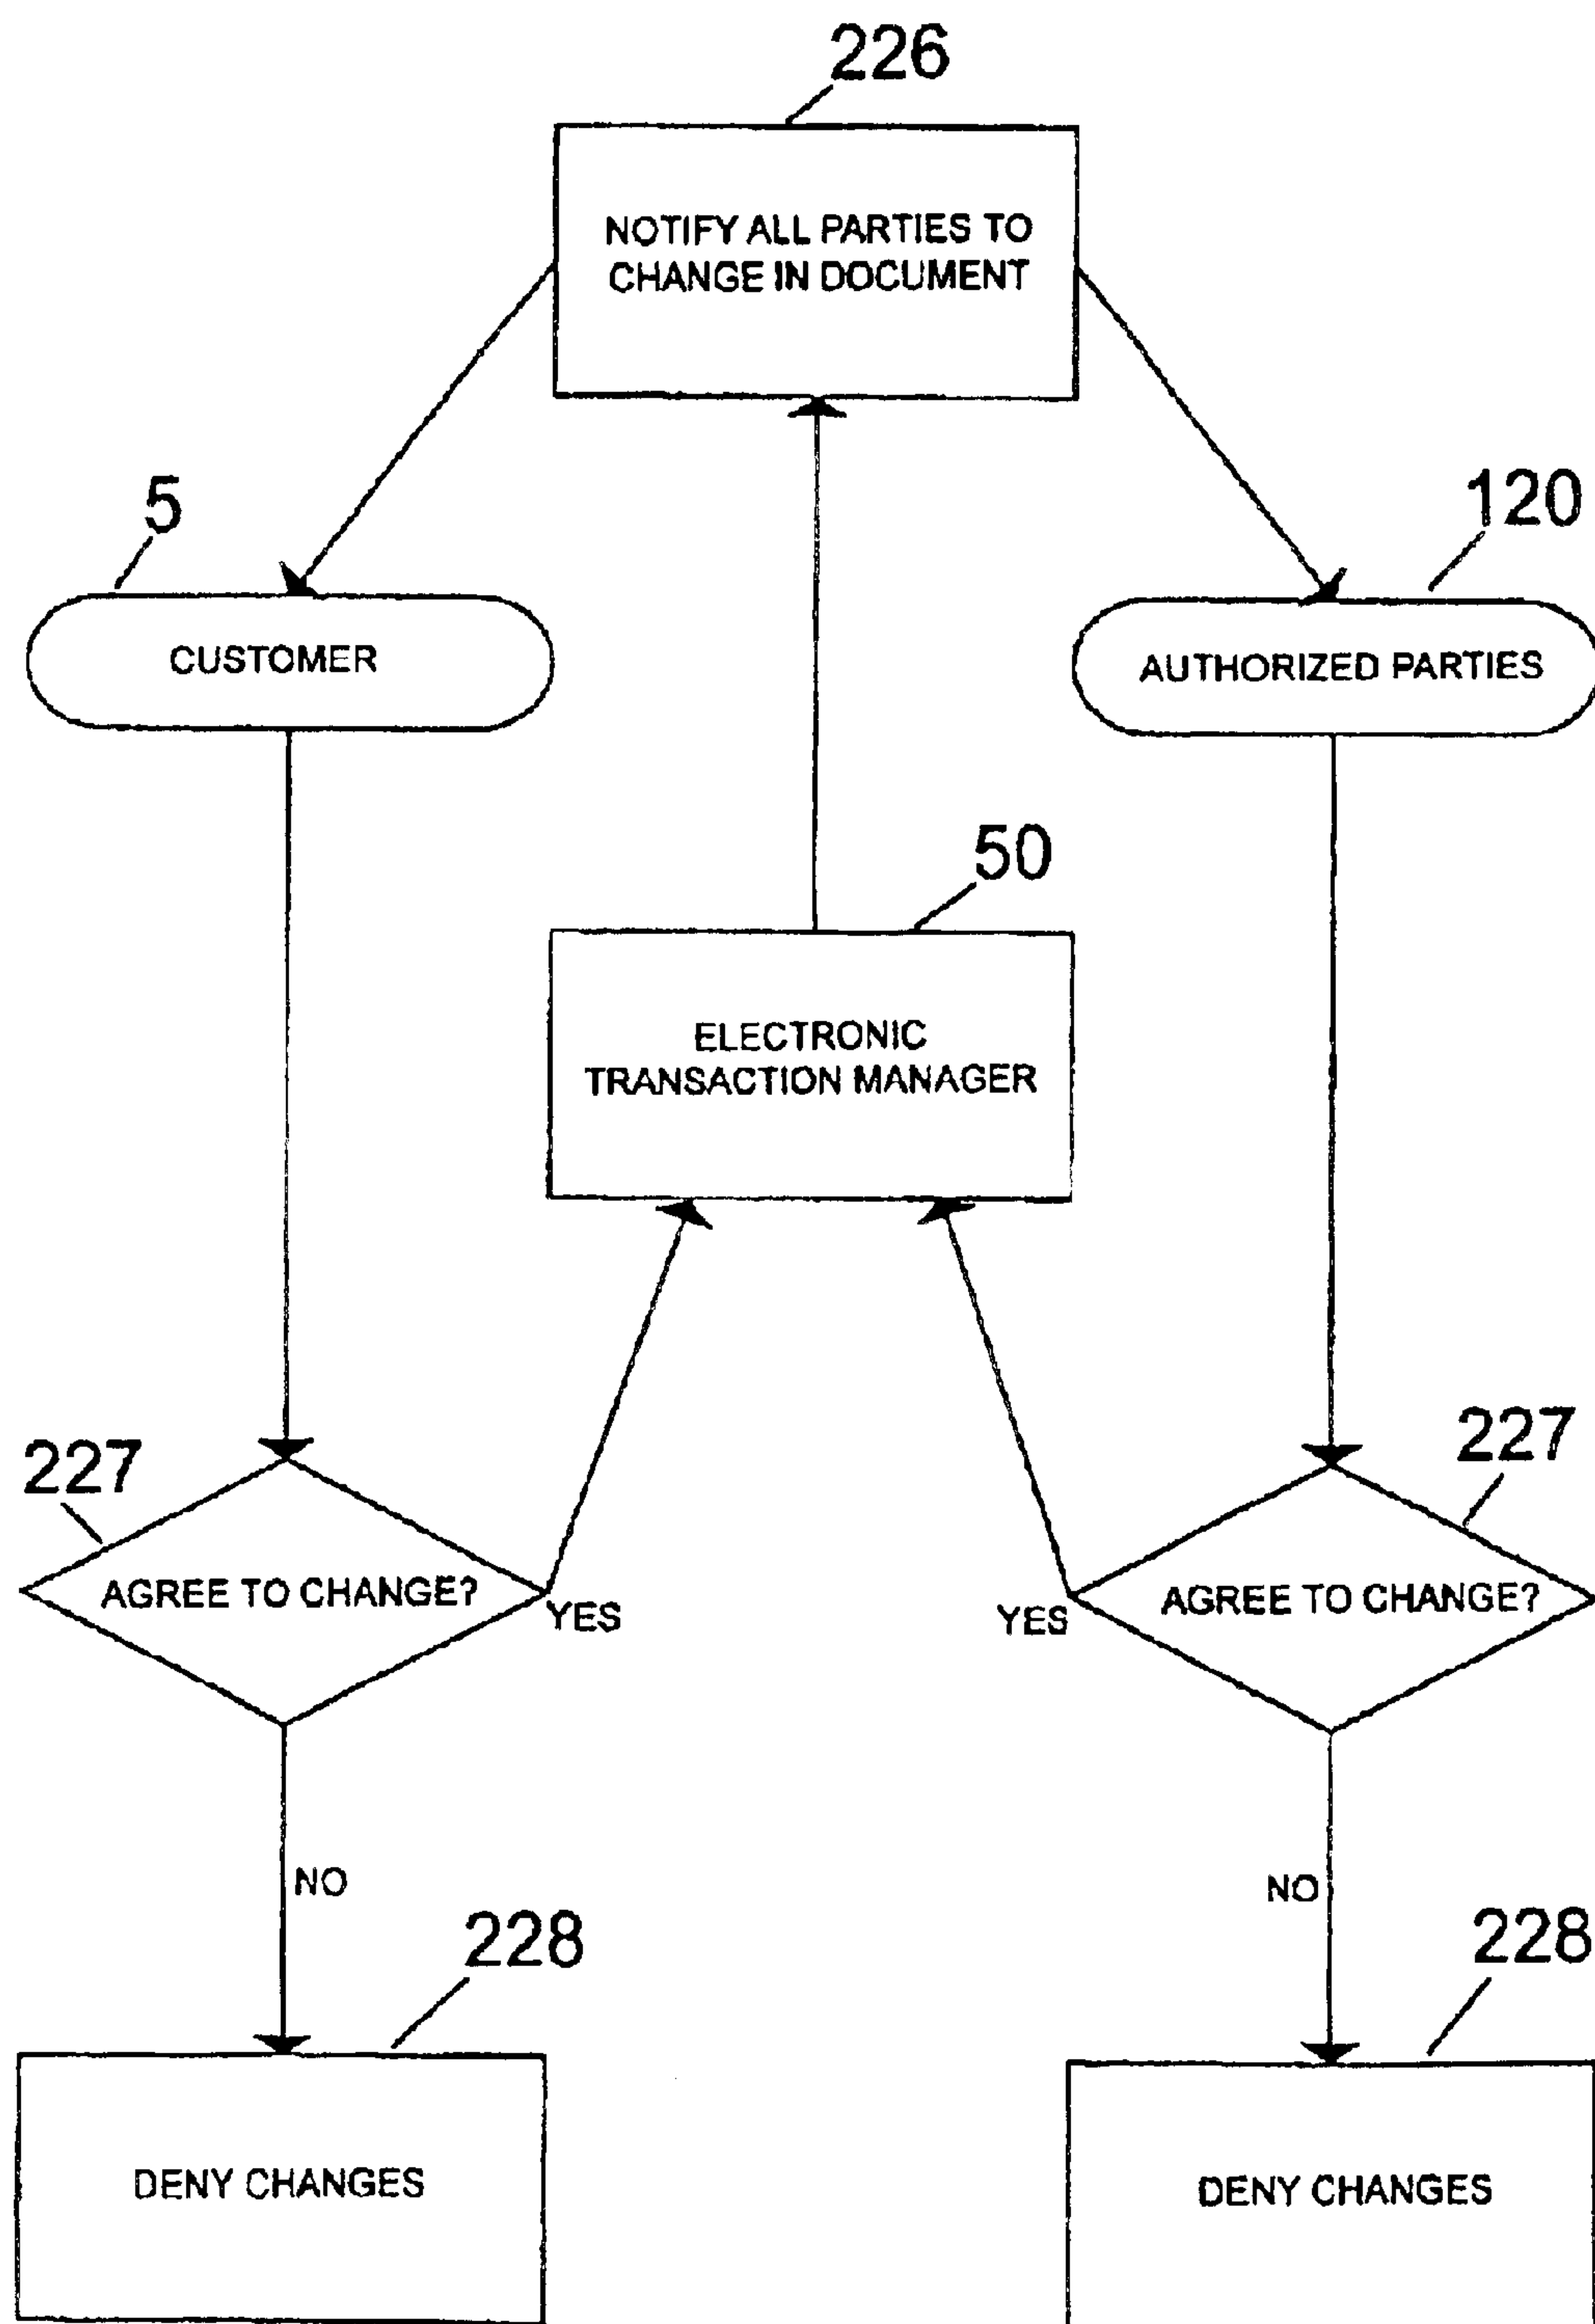 226
NOTIFY ALL PARTIES TO
CHANGE IN DOCUMENT
5
120
CUSTOMER
AUTHORIZED PARTIES
50
ELECTRONIC
TRANSACTION MANAGER
227
227
AGREE TO CHANGE?
YES
YES
AGREE TO CHANGE?
NO
NO
228
228
DENY CHANGES
DENY CHANGES